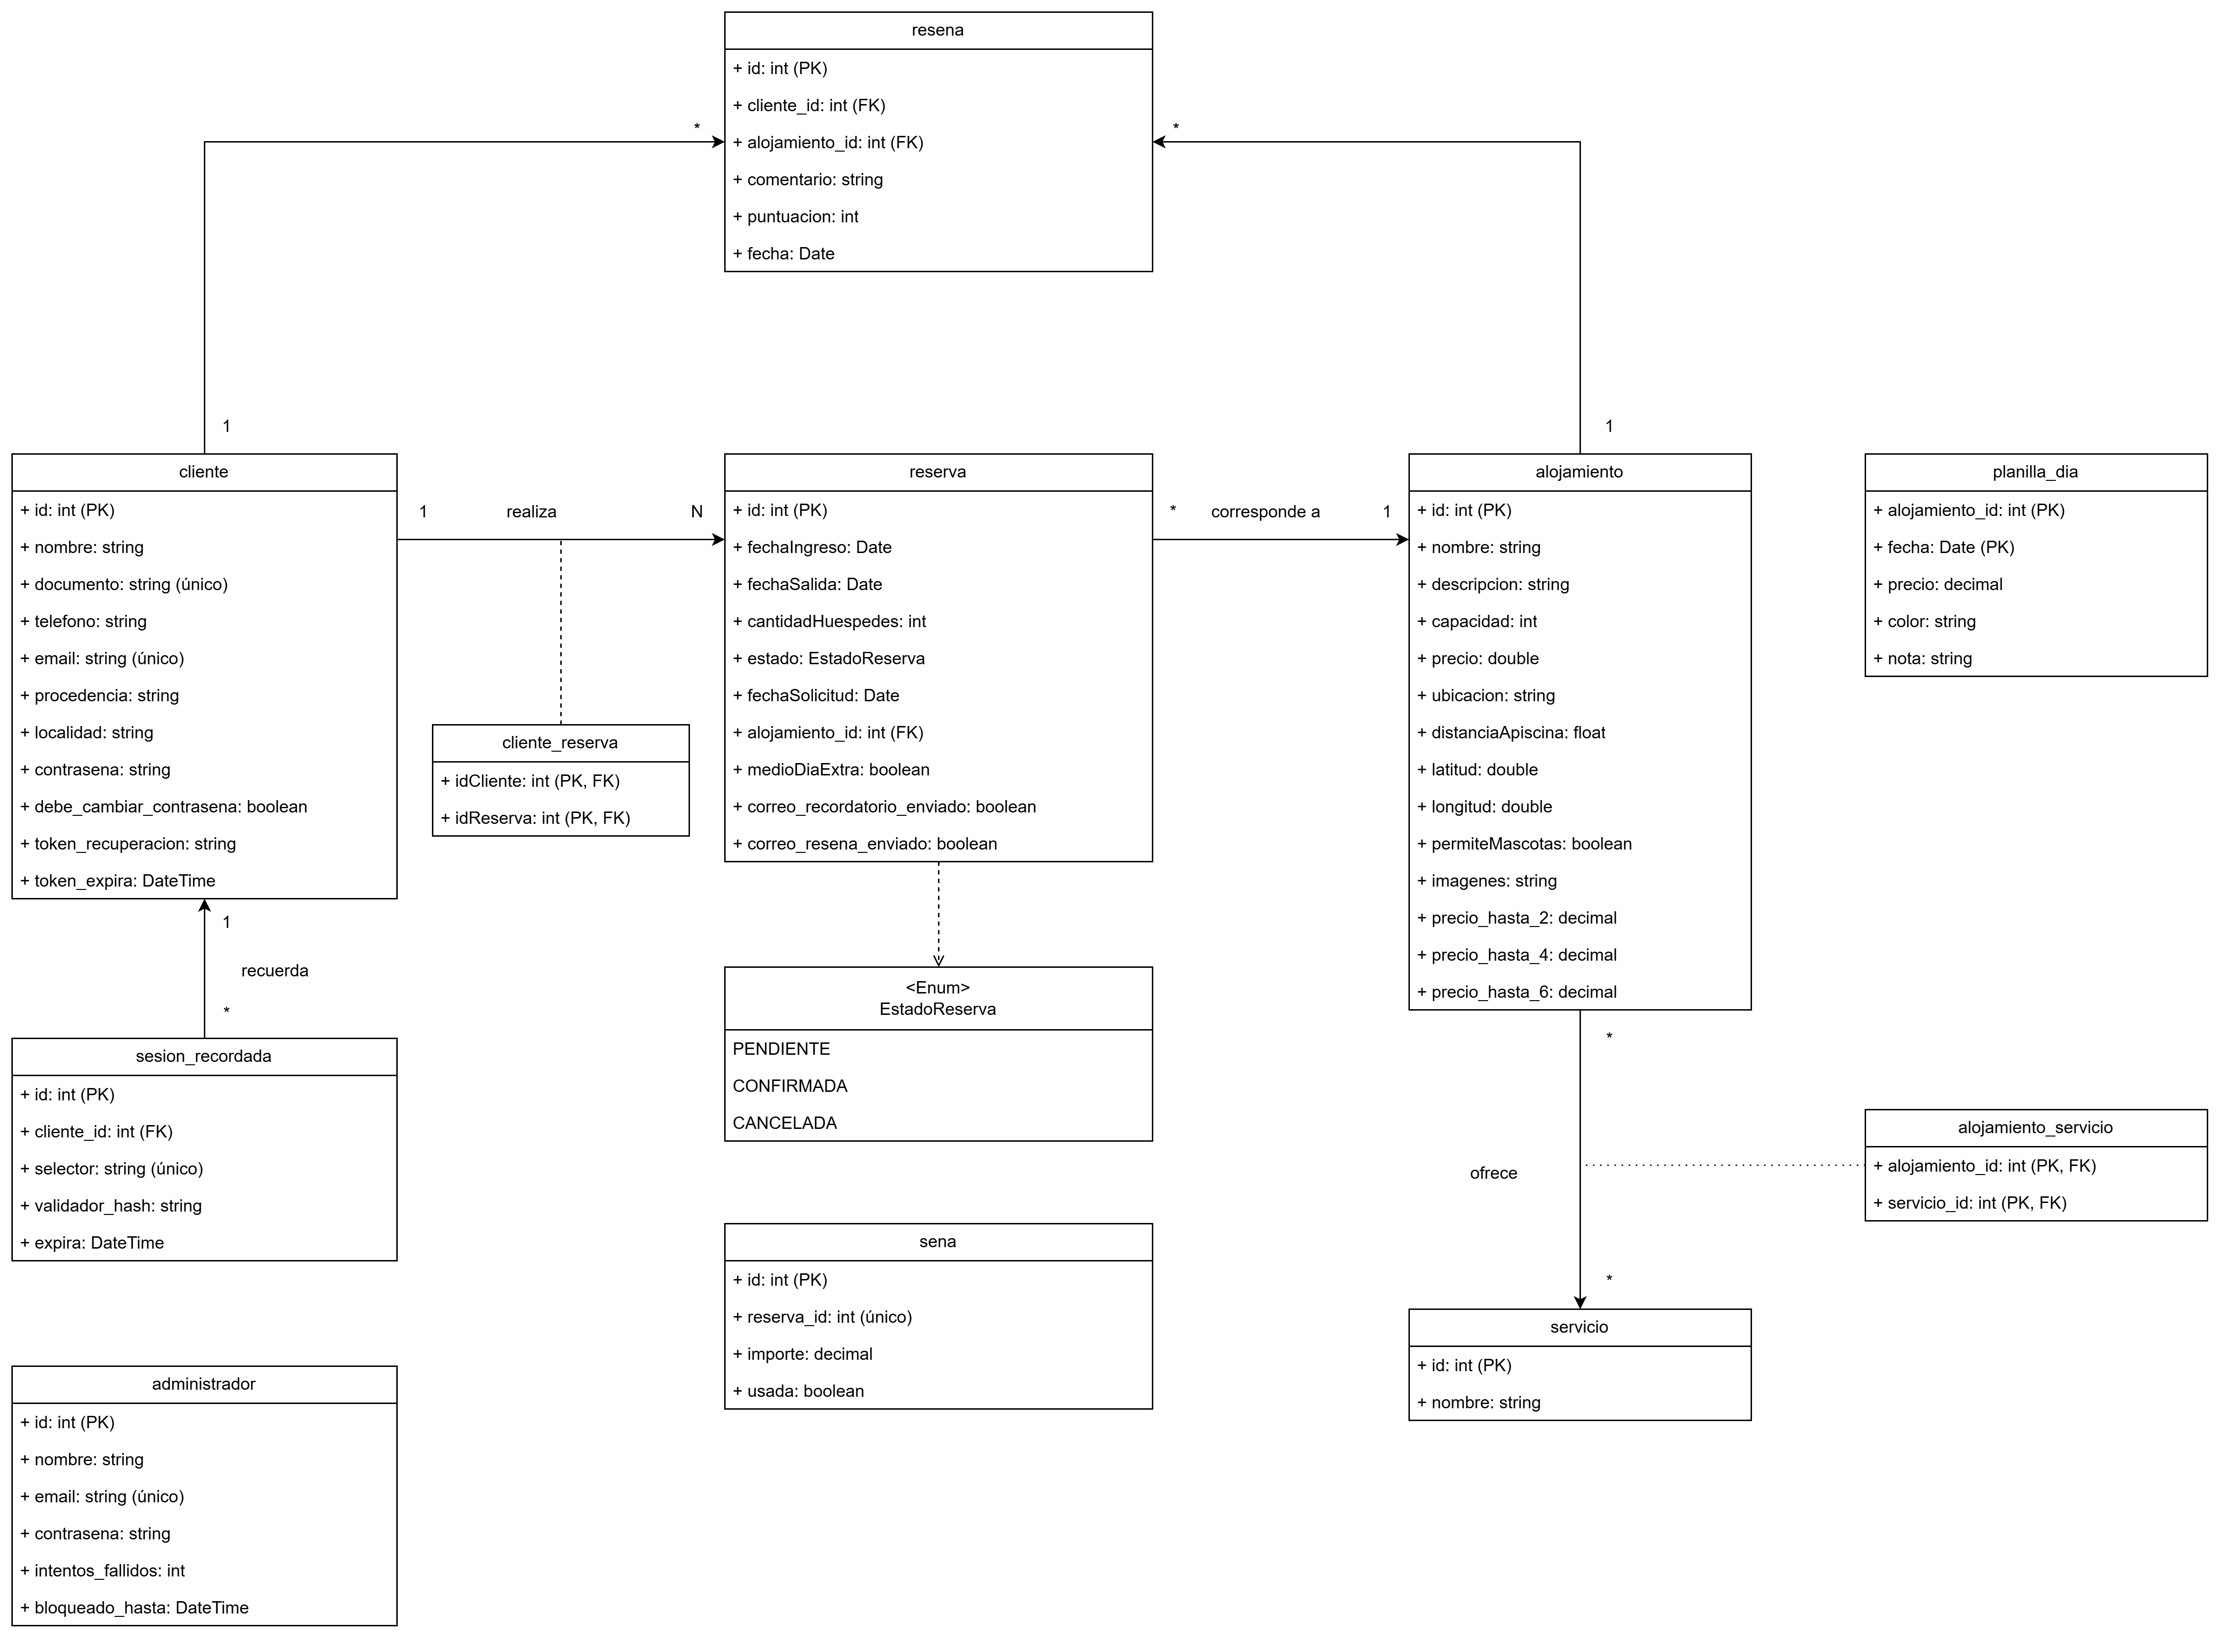 resena
+ id: int (PK)
+ cliente_id: int (FK)
+ alojamiento_id: int (FK)
+ comentario: string
+ puntuacion: int
+ fecha: Date
*
*
1
1
cliente
+ id: int (PK)
+ nombre: string
+ documento: string (único)
+ telefono: string
+ email: string (único)
+ procedencia: string
+ localidad: string
+ contrasena: string
+ debe_cambiar_contrasena: boolean
+ token_recuperacion: string
+ token_expira: DateTime
1
realiza
N
cliente_reserva
+ idCliente: int (PK, FK)
+ idReserva: int (PK, FK)
reserva
+ id: int (PK)
+ fechaIngreso: Date
+ fechaSalida: Date
+ cantidadHuespedes: int
+ estado: EstadoReserva
+ fechaSolicitud: Date
+ alojamiento_id: int (FK)
+ medioDiaExtra: boolean
+ correo_recordatorio_enviado: boolean
+ correo_resena_enviado: boolean
*
corresponde a
1
alojamiento
+ id: int (PK)
+ nombre: string
+ descripcion: string
+ capacidad: int
+ precio: double
+ ubicacion: string
+ distanciaApiscina: float
+ latitud: double
+ longitud: double
+ permiteMascotas: boolean
+ imagenes: string
+ precio_hasta_2: decimal
+ precio_hasta_4: decimal
+ precio_hasta_6: decimal
planilla_dia
+ alojamiento_id: int (PK)
+ fecha: Date (PK)
+ precio: decimal
+ color: string
+ nota: string
1
recuerda
*
sesion_recordada
+ id: int (PK)
+ cliente_id: int (FK)
+ selector: string (único)
+ validador_hash: string
+ expira: DateTime
<Enum>
EstadoReserva
PENDIENTE
CONFIRMADA
CANCELADA
*
ofrece
*
alojamiento_servicio
+ alojamiento_id: int (PK, FK)
+ servicio_id: int (PK, FK)
sena
+ id: int (PK)
+ reserva_id: int (único)
+ importe: decimal
+ usada: boolean
servicio
+ id: int (PK)
+ nombre: string
administrador
+ id: int (PK)
+ nombre: string
+ email: string (único)
+ contrasena: string
+ intentos_fallidos: int
+ bloqueado_hasta: DateTime